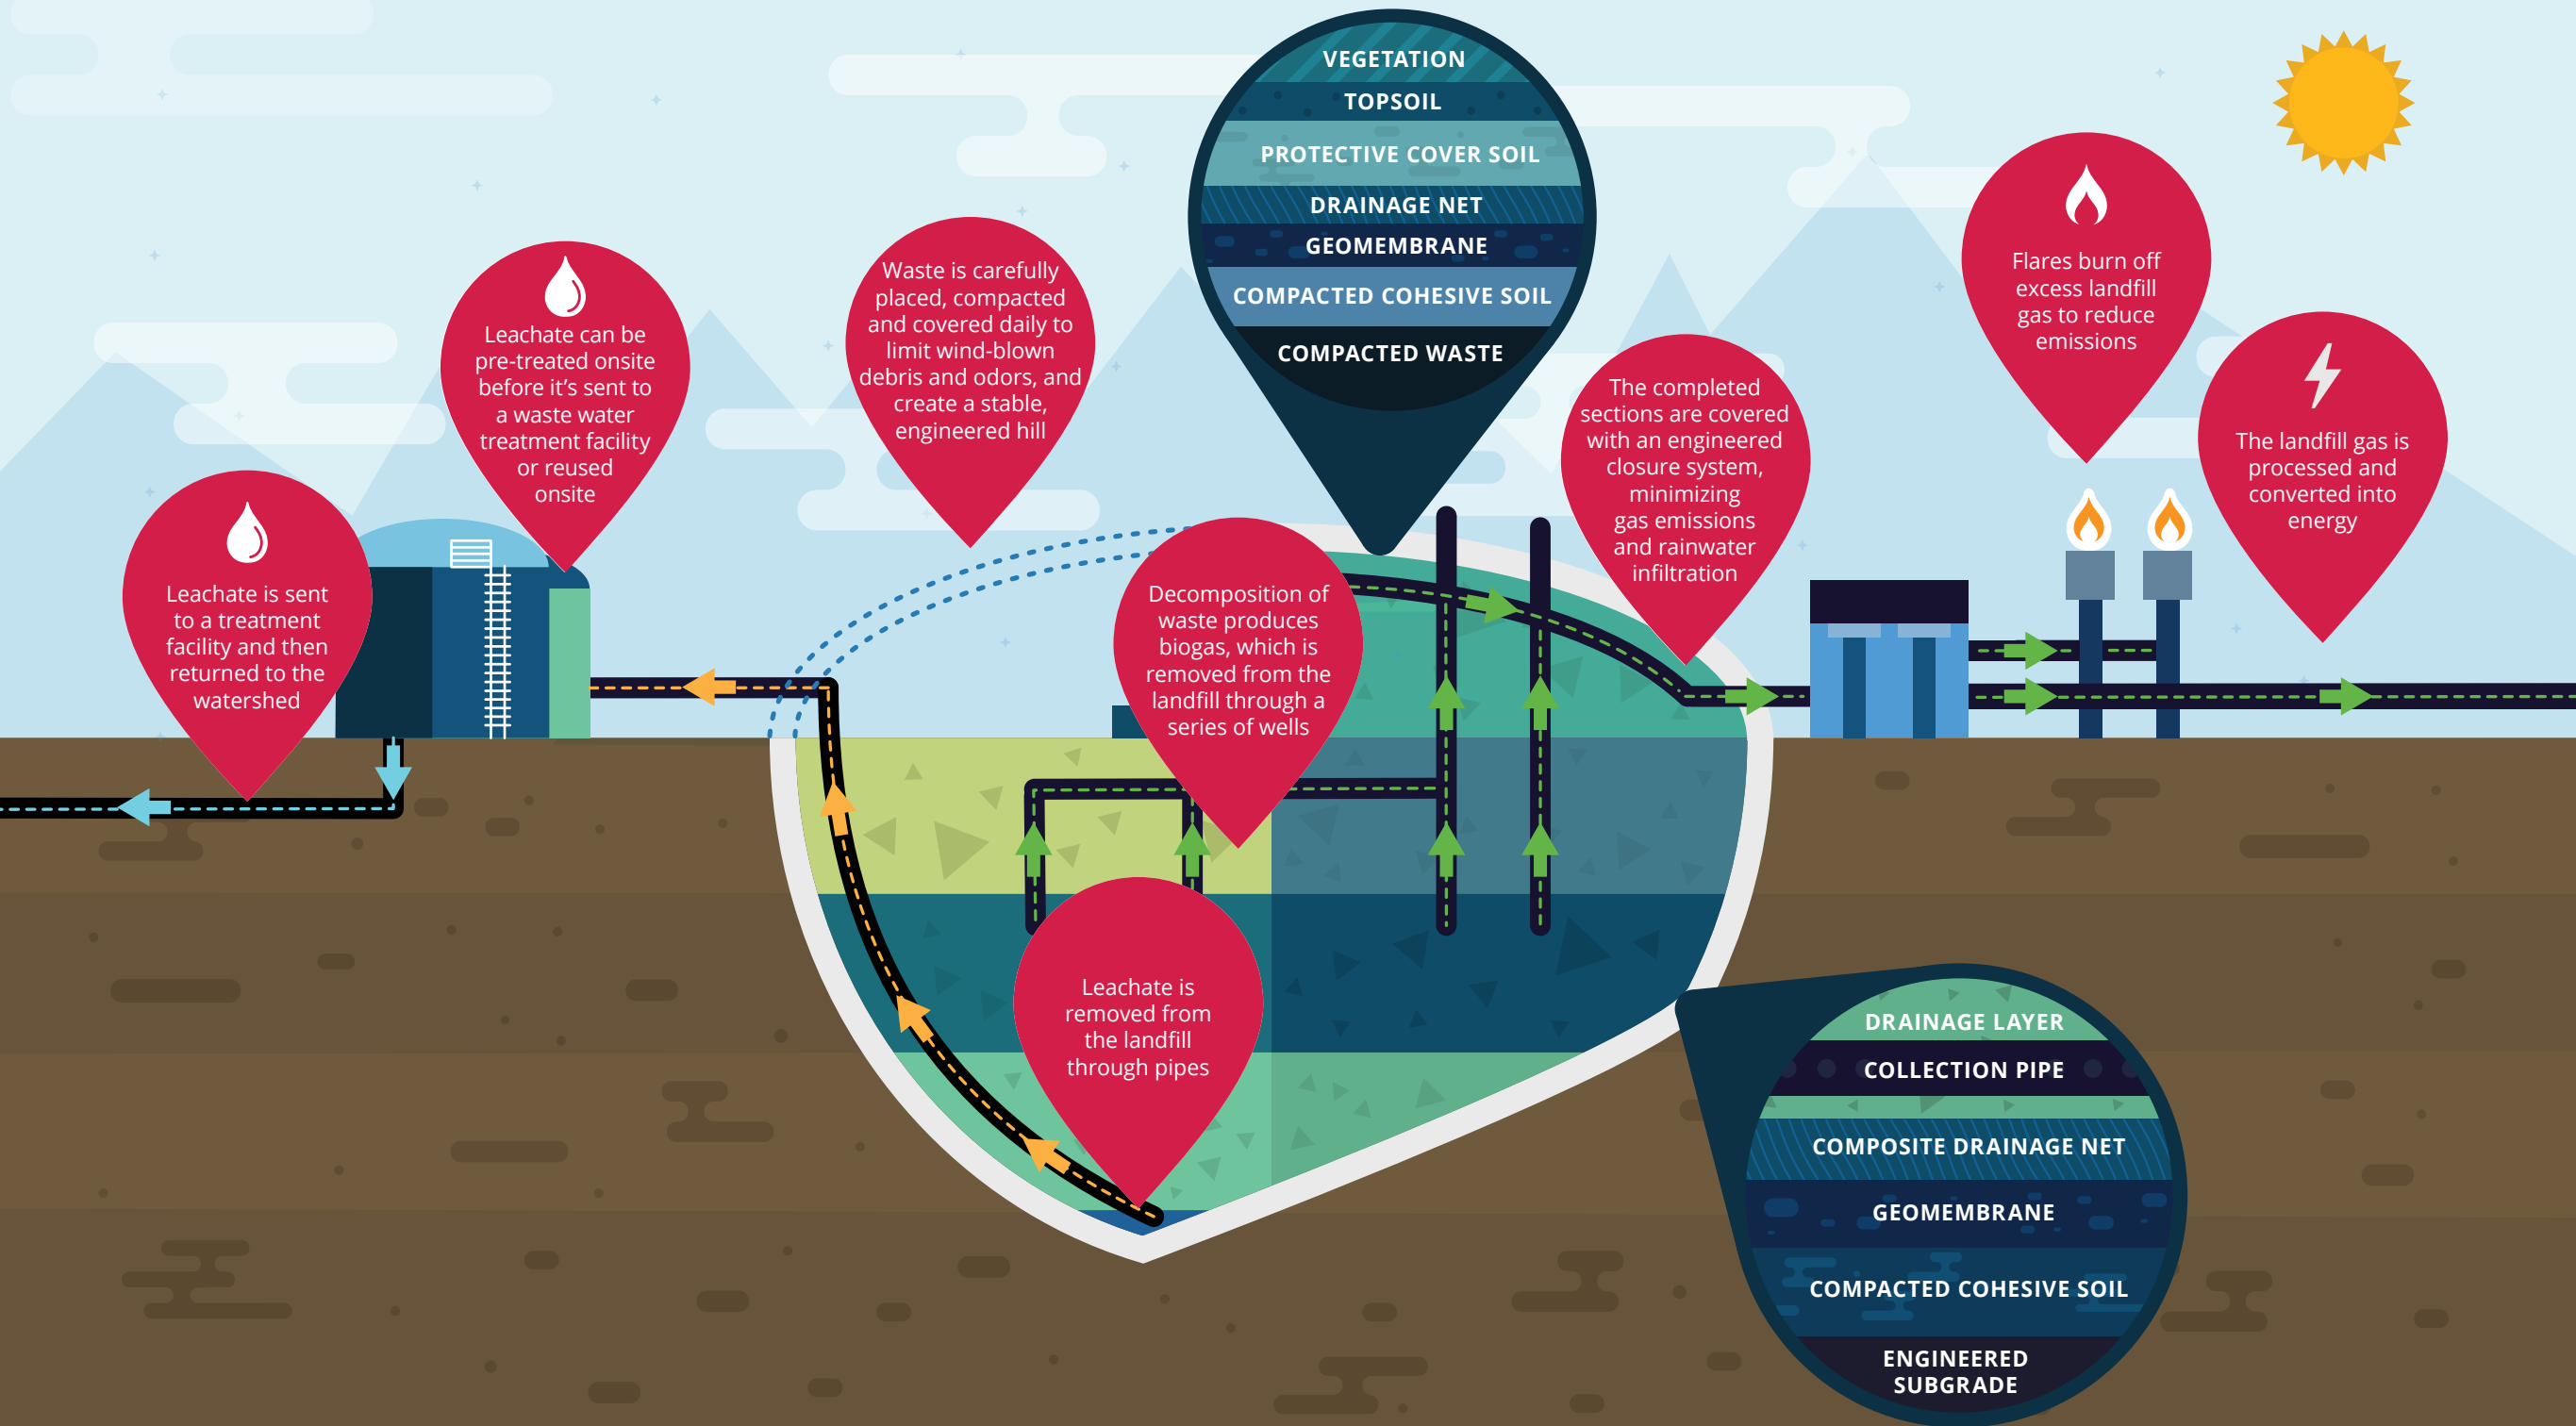 VEGETATION
TOPSOIL
PROTECTIVE COVER SOIL
DRAINAGE NET
GEOMEMBRANE
COMPACTED COHESIVE SOIL
COMPACTED WASTE
Leachate is sent
to a treatment
facility and then
returned to the
watershed
Leachate can be
pre-treated onsite
before it’s sent to
a waste water
treatment facility
or reused
onsite
Waste is carefully
placed, compacted
and covered daily to
limit wind-blown
debris and odors, and
create a stable,
engineered hill
Decomposition of
waste produces
biogas, which is
removed from the
landfill through a
series of wells
Leachate is
removed from
the landfill
through pipes
The completed
sections are covered
with an engineered
closure system,
minimizing
gas emissions
and rainwater
infiltration
Flares burn off
excess landfill
gas to reduce
emissions
The landfill gas is
processed and
converted into
energy
DRAINAGE LAYER
COLLECTION PIPE
COMPOSITE DRAINAGE NET
GEOMEMBRANE
COMPACTED COHESIVE SOIL
ENGINEERED
SUBGRADE